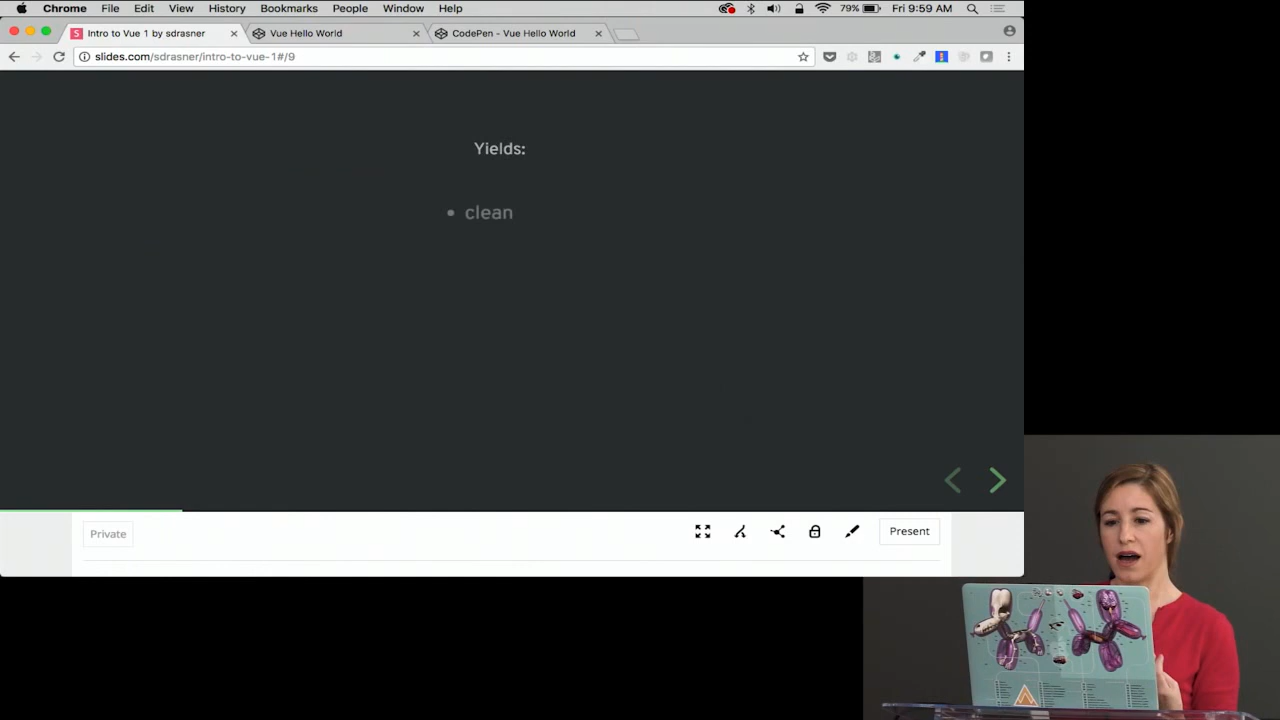 Chrome File Edit View History Bookmarks People Window Help 79% Fri 9:59 AM
Intro to Vue 1 by sdrasner Vue Hello World CodePen - Vue Hello World
slides.com/sdrasner/intro-to-vue-1#/9
Yields:
• clean
Private Present